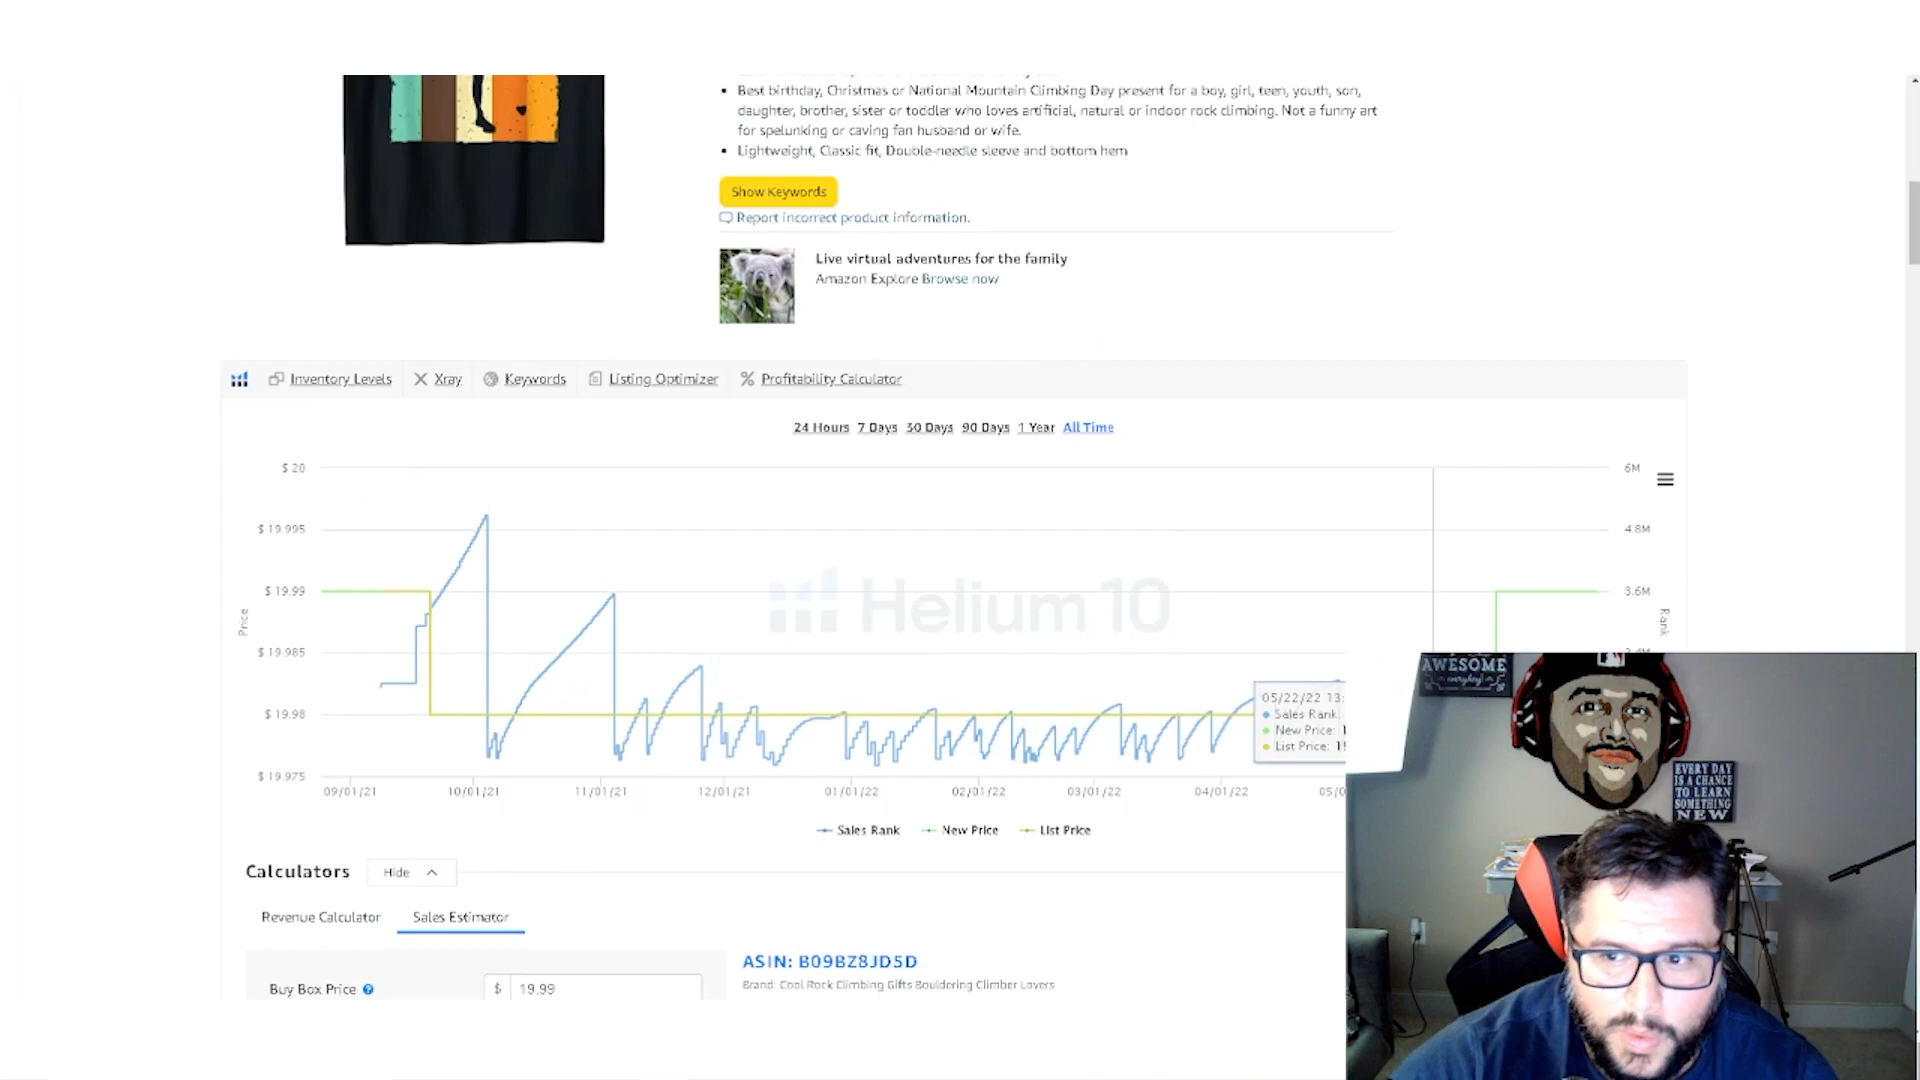 Best birthday, Christmas or National Mountain Climbing Day present for a boy, girl, teen, youth, son,
daughter, brother, sister or toddler who loves artificial, natural or indoor rock climbing. Not a funny art
for spelunking or caving fan husband or wife.
Lightweight, Classic fit, Double-needle sleeve and bottom hem
Show Keywords
Report incorrect product information.
Live virtual adventures for the family
Amazon Explore Browse now
Inventory Levels Xray Keywords Listing Optimizer Profitability Calculator
24 Hours 7 Days 30 Days 90 Days 1 Year All Time
$ 20 6M
$ 19.995 4.8M
$ 19.99 3.6M
Helium 10
Price
Rank
$ 19.985
$ 19.98
$ 19.975
05/22/22 13:
Sales Rank:
New Price: 1
List Price: 19
09/01/21 10/01/21 11/01/21 12/01/21 01/01/22 02/01/22 03/01/22 04/01/22 05/0
Sales Rank New Price List Price
Calculators Hide
Revenue Calculator Sales Estimator
Buy Box Price $ 19.99
ASIN: B09BZ8JD5D
Brand: Cool Rock Climbing Gifts Bouldering Climber Lovers
AWESOME
everyday
EVERY DAY
IS A CHANCE
TO LEARN
SOMETHING
NEW